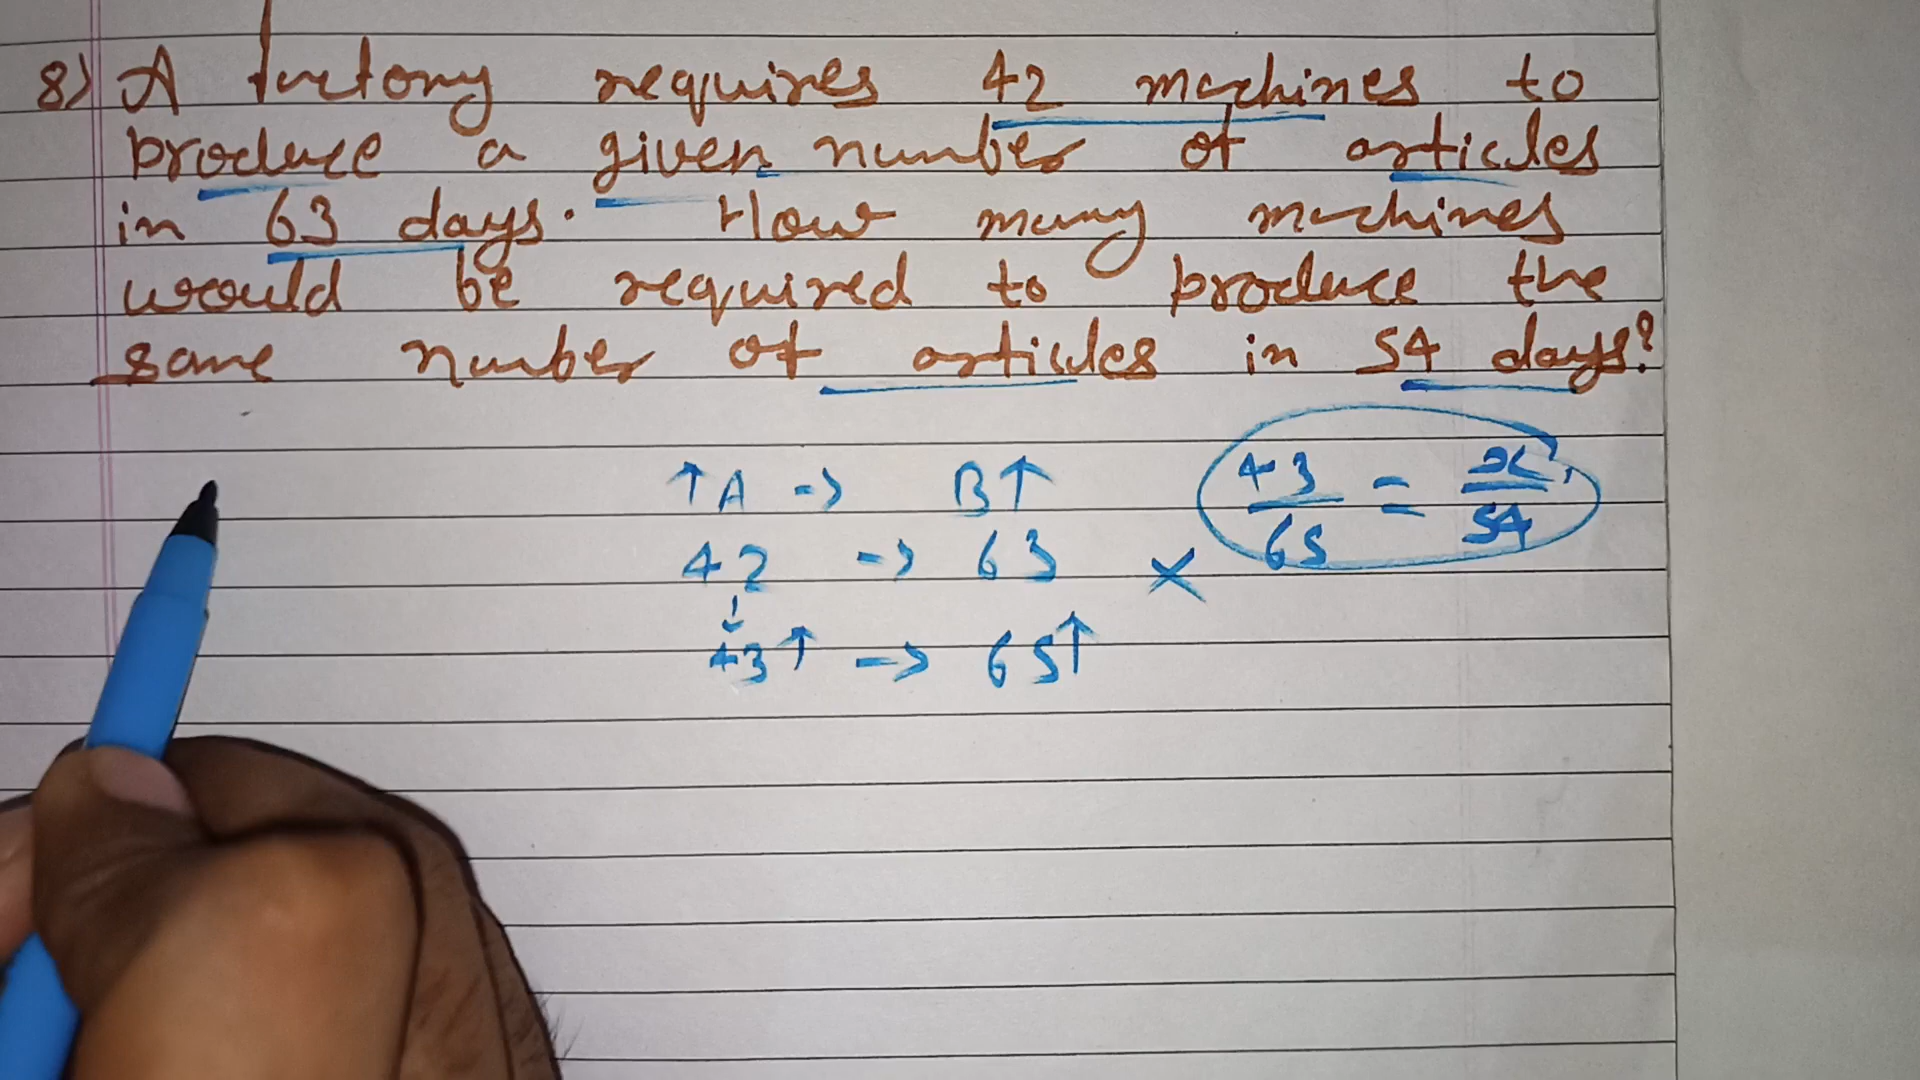 8) A factory requires 42 machines to
produce a given number of articles
in 63 days. How many machines
would be required to produce the
same number of articles in 54 days?
↑ A -> B ↑
42 -> 63
↓
43 ↑ -> 65 ↑
×
43/65 = x/54